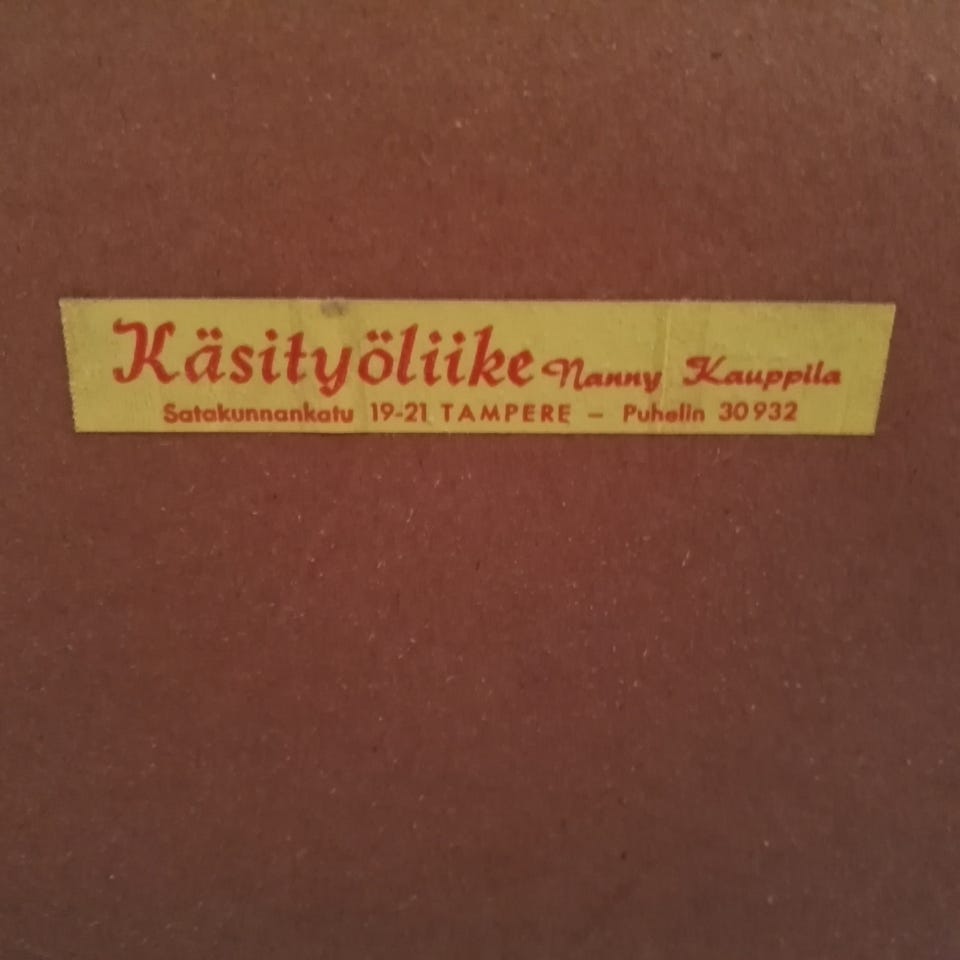 Käsityöliike Nanny Kauppila
Satakunnankatu 19-21 TAMPERE – Puhelin 30932